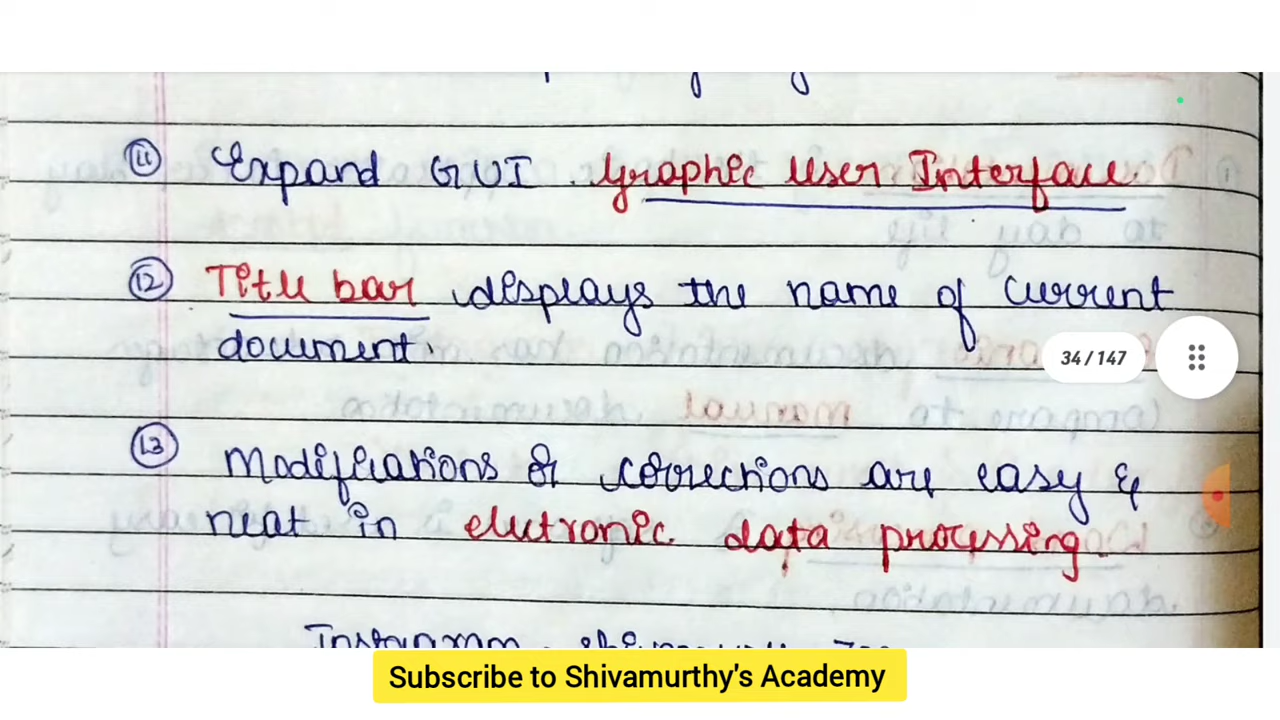 11 Expand GUI. Graphic User Interface.
12 Title bar displays the name of current
document.
34 / 147
13 Modifications & corrections are easy &
neat in electronic data processing.
Instagram
Subscribe to Shivamurthy's Academy